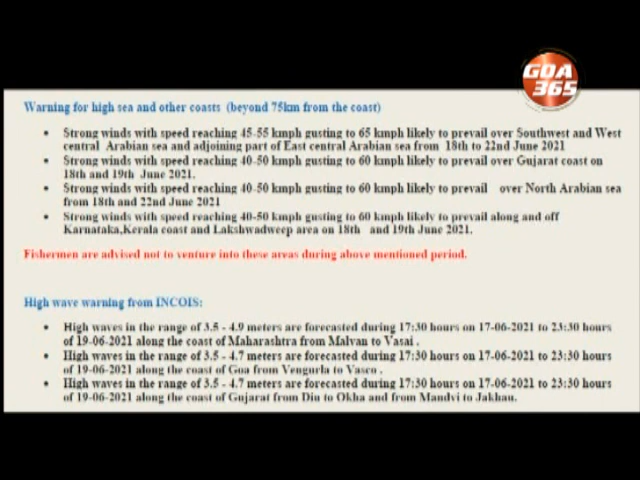 GOA
365
Warning for high sea and other coasts (beyond 75km from the coast)
• Strong winds with speed reaching 45-55 kmph gusting to 65 kmph likely to prevail over Southwest and West
central Arabian sea and adjoining part of East central Arabian sea from 18th to 22nd June 2021
• Strong winds with speed reaching 40-50 kmph gusting to 60 kmph likely to prevail over Gujarat coast on
18th and 19th June 2021.
• Strong winds with speed reaching 40-50 kmph gusting to 60 kmph likely to prevail over North Arabian sea
from 18th and 22nd June 2021
• Strong winds with speed reaching 40-50 kmph gusting to 60 kmph likely to prevail along and off
Karnataka,Kerala coast and Lakshwadweep area on 18th and 19th June 2021.
Fishermen are advised not to venture into these areas during above mentioned period.
High wave warning from INCOIS:
• High waves in the range of 3.5 - 4.9 meters are forecasted during 17:30 hours on 17-06-2021 to 23:30 hours
of 19-06-2021 along the coast of Maharashtra from Malvan to Vasai .
• High waves in the range of 3.5 - 4.7 meters are forecasted during 17:30 hours on 17-06-2021 to 23:30 hours
of 19-06-2021 along the coast of Goa from Vengurla to Vasco .
• High waves in the range of 3.5 - 4.7 meters are forecasted during 17:30 hours on 17-06-2021 to 23:30 hours
of 19-06-2021 along the coast of Gujarat from Diu to Okha and from Mandvi to Jakhau.